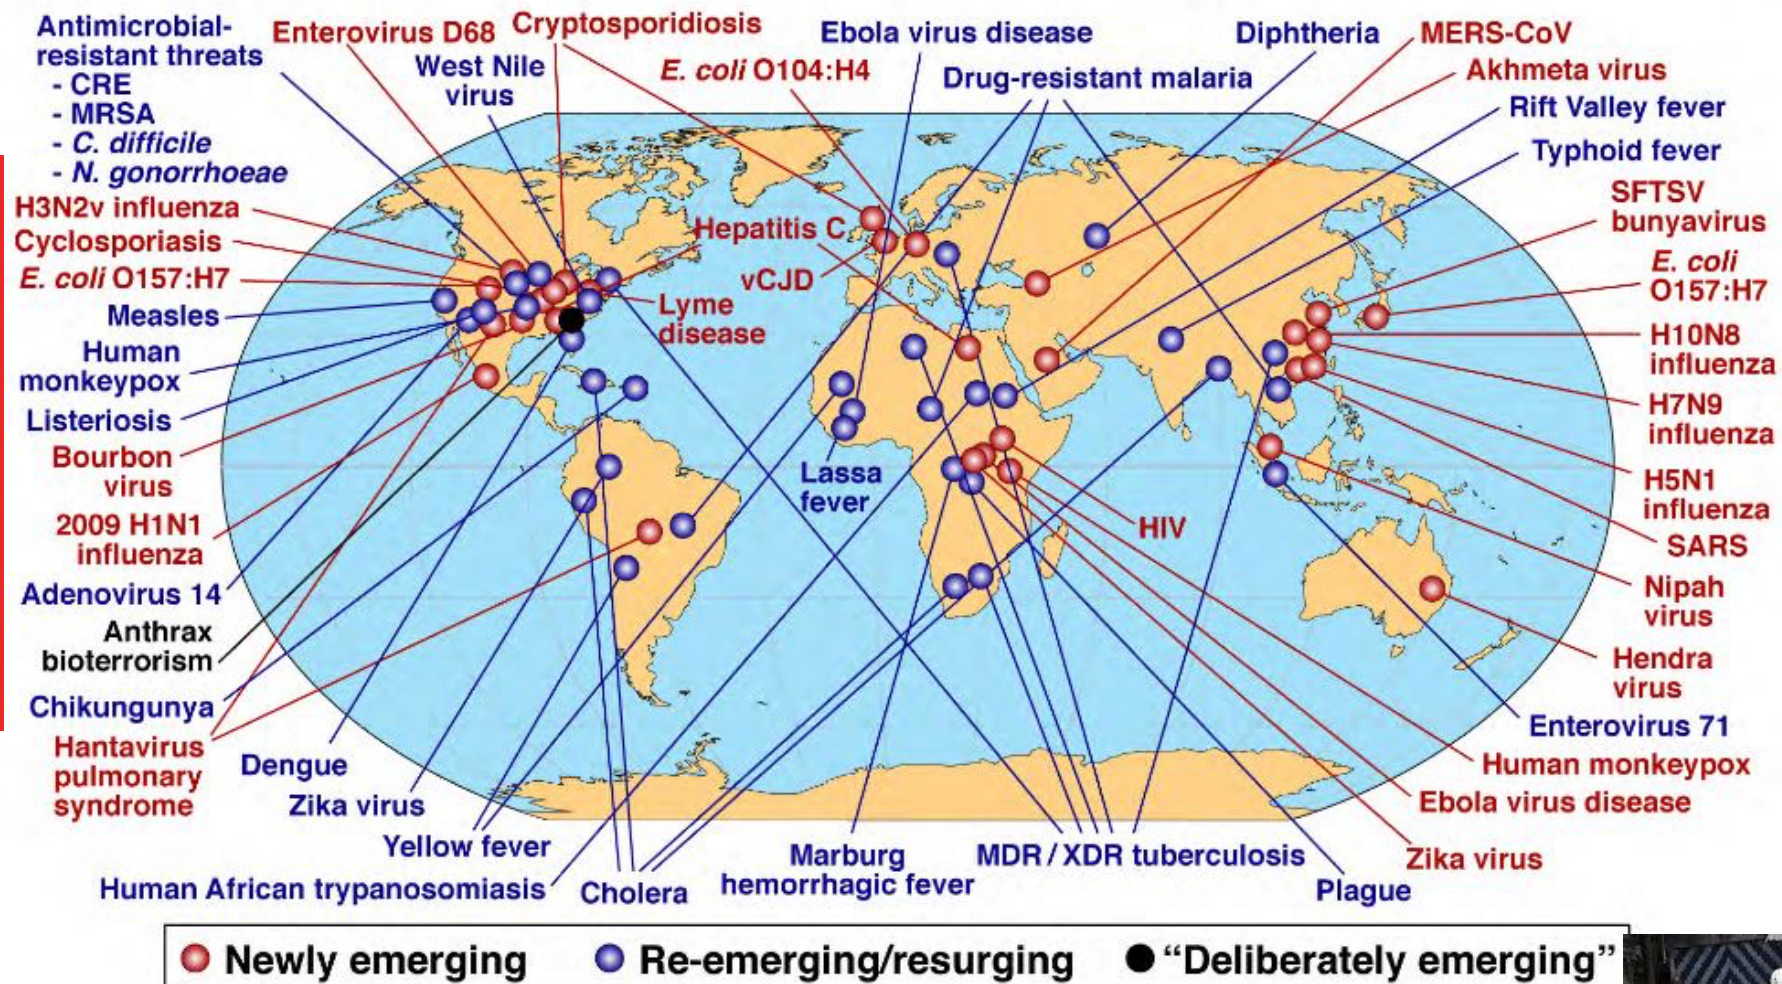 Antimicrobial-
resistant threats
- CRE
- MRSA
- C. difficile
- N. gonorrhoeae
Enterovirus D68
Cryptosporidiosis
West Nile
virus
E. coli O104:H4
Ebola virus disease
Drug-resistant malaria
Diphtheria
MERS-CoV
Akhmeta virus
Rift Valley fever
Typhoid fever
SFTSV
bunyavirus
E. coli
O157:H7
H10N8
influenza
H7N9
influenza
H5N1
influenza
SARS
Nipah
virus
Hendra
virus
Enterovirus 71
Human monkeypox
Ebola virus disease
Zika virus
Plague
H3N2v influenza
Cyclosporiasis
E. coli O157:H7
Measles
Human
monkeypox
Listeriosis
Bourbon
virus
2009 H1N1
influenza
Adenovirus 14
Anthrax
bioterrorism
Chikungunya
Hantavirus
pulmonary
syndrome
Dengue
Zika virus
Yellow fever
Human African trypanosomiasis
Cholera
Marburg
hemorrhagic fever
MDR / XDR tuberculosis
Hepatitis C
vCJD
Lyme
disease
Lassa
fever
HIV
Newly emerging
Re-emerging/resurging
“Deliberately emerging”